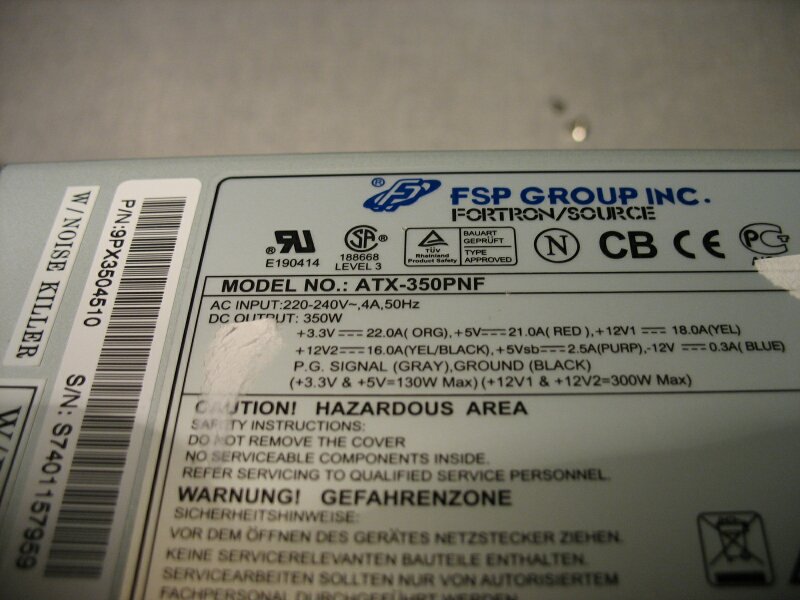 FSP GROUP INC.
FORTRON/SOURCE
E190414
188668
LEVEL 3
TÜV
Rheinland
Product Safety
BAUART
GEPRÜFT
TYPE
APPROVED
N
CB CE
MODEL NO.: ATX-350PNF
AC INPUT:220-240V~,4A,50Hz
DC OUTPUT: 350W
+3.3V 22.0A( ORG), +5V 21.0A( RED ), +12V1 18.0A(YEL)
+12V2 16.0A(YEL/BLACK), +5Vsb 2.5A(PURP), -12V 0.3A( BLUE)
P.G. SIGNAL (GRAY),GROUND (BLACK)
(+3.3V & +5V=130W Max) (+12V1 & +12V2=300W Max)
CAUTION! HAZARDOUS AREA
SAFETY INSTRUCTIONS:
DO NOT REMOVE THE COVER
NO SERVICEABLE COMPONENTS INSIDE.
REFER SERVICING TO QUALIFIED SERVICE PERSONNEL.
WARNUNG! GEFAHRENZONE
SICHERHEITSHINWEISE:
VOR DEM ÖFFNEN DES GERÄTES NETZSTECKER ZIEHEN.
KEINE SERVICERELEVANTEN BAUTEILE ENTHALTEN.
SERVICEARBEITEN SOLLTEN NUR VON AUTORISIERTEM
FACHPERSONAL DURCHGEFÜHRT WERDEN.
P/N:9PX3504510
S/N: S7401157959
W/ NOISE KILLER